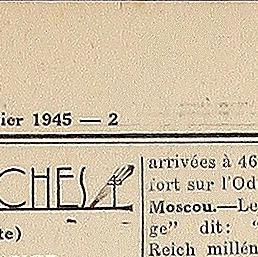 ier 1945 — 2
CHES
te)
arrivées à 46
fort sur l'Od
Moscou.—Le
ge" dit: "
Reich millén